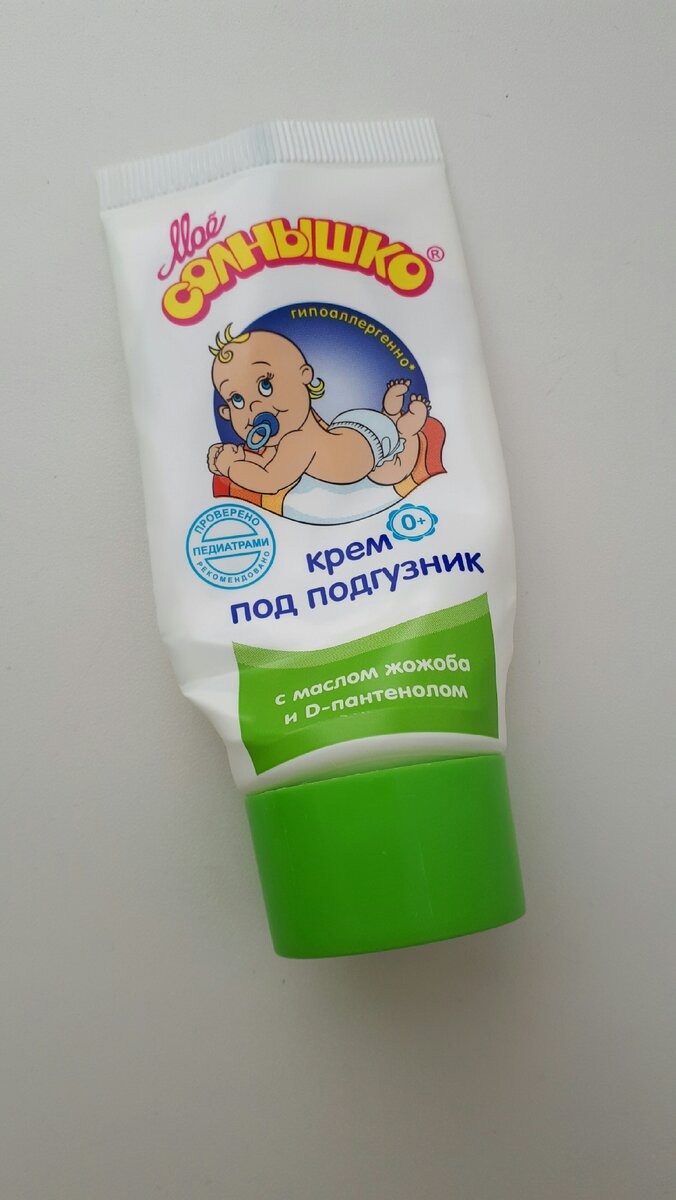 Моё
СОЛНЫШКО®
гипоаллергенно*
ПРОВЕРЕНО
ПЕДИАТРАМИ
РЕКОМЕНДОВАНО
0+
крем
под подгузник
с маслом жожоба
и D-пантенолом